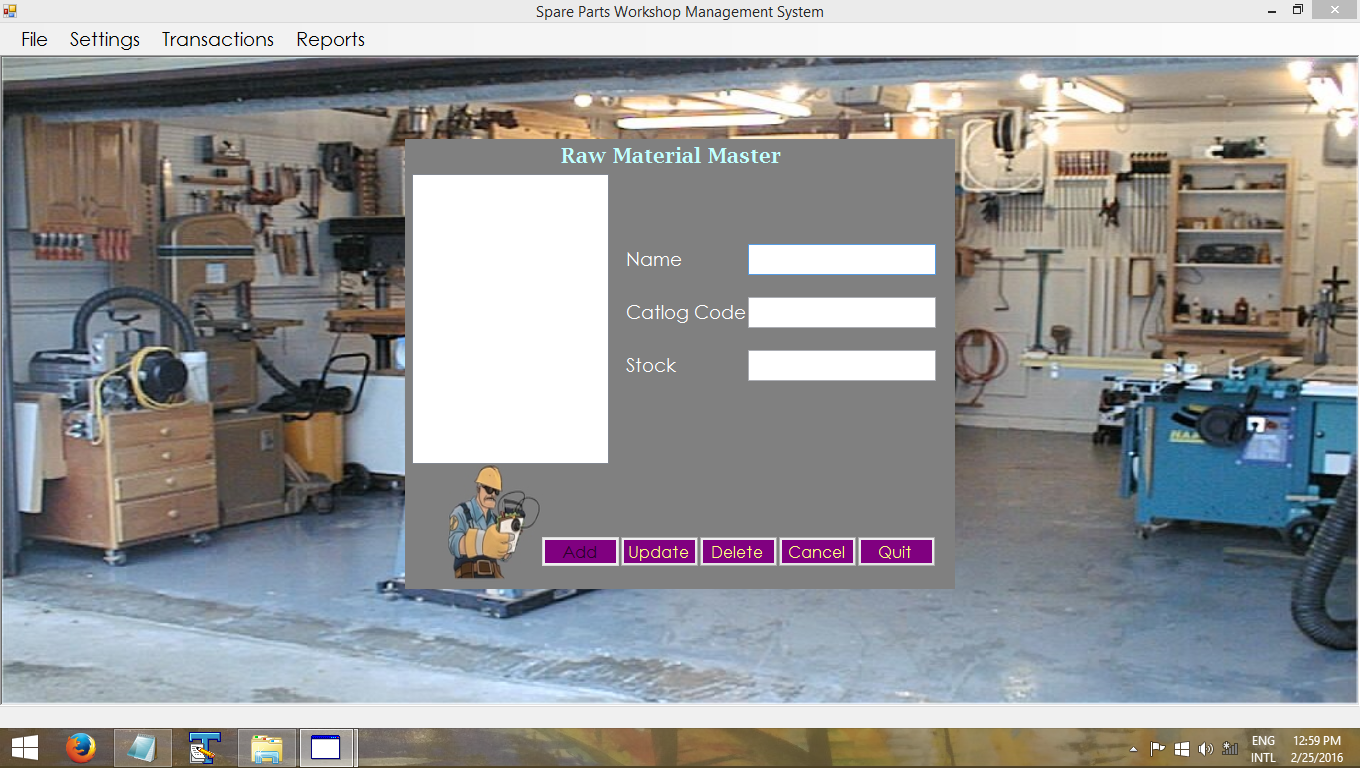 Spare Parts Workshop Management System
File Settings Transactions Reports
Raw Material Master
Name
Catlog Code
Stock
Add Update Delete Cancel Quit
ENG 12:59 PM
INTL 2/25/2016